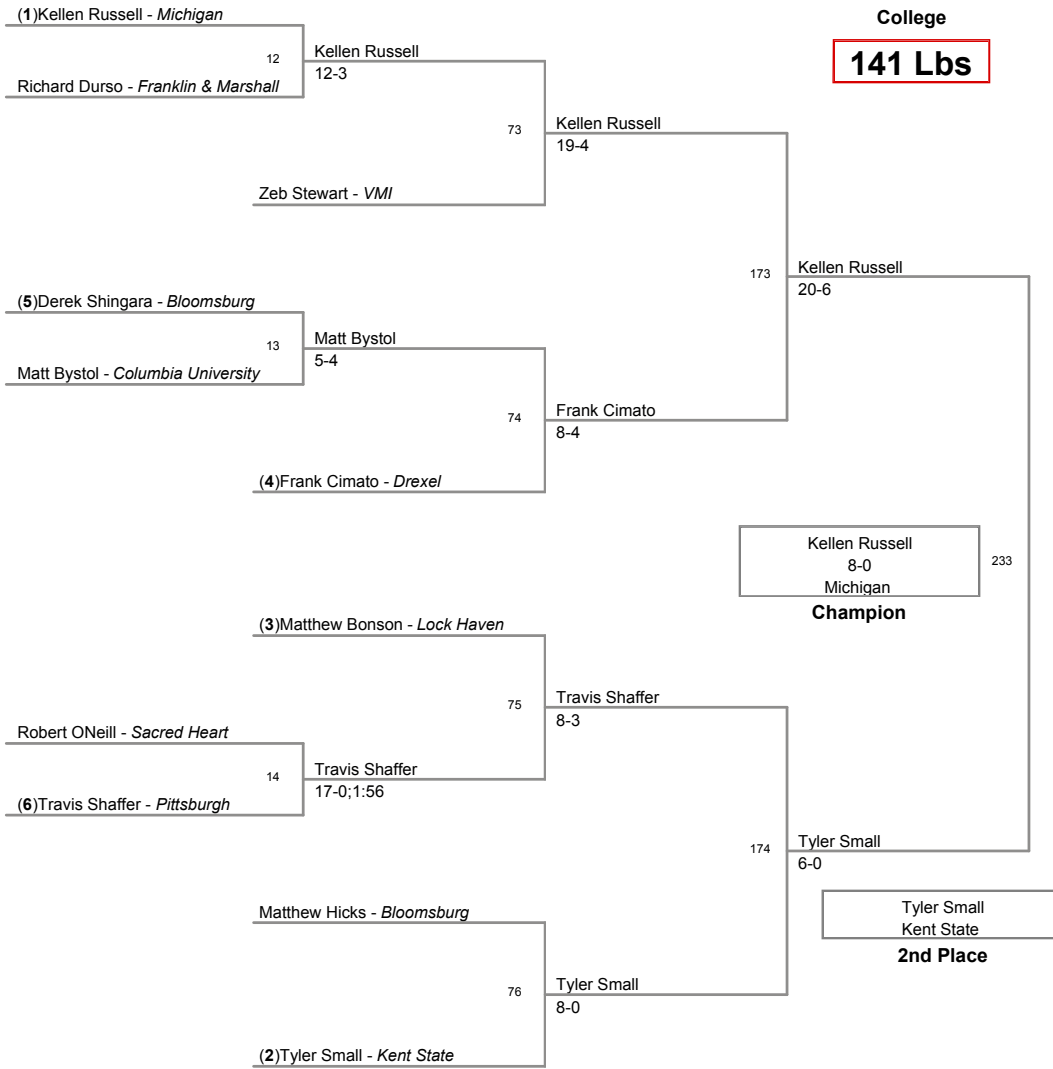 (1)Kellen Russell - Michigan
College
141 Lbs
12
Kellen Russell
12-3
Richard Durso - Franklin & Marshall
73
Kellen Russell
19-4
Zeb Stewart - VMI
173
Kellen Russell
20-6
(5)Derek Shingara - Bloomsburg
13
Matt Bystol
5-4
Matt Bystol - Columbia University
74
Frank Cimato
8-4
(4)Frank Cimato - Drexel
Kellen Russell
8-0
Michigan
233
Champion
(3)Matthew Bonson - Lock Haven
75
Travis Shaffer
8-3
Robert ONeill - Sacred Heart
14
Travis Shaffer
17-0;1:56
(6)Travis Shaffer - Pittsburgh
174
Tyler Small
6-0
Matthew Hicks - Bloomsburg
Tyler Small
Kent State
2nd Place
76
Tyler Small
8-0
(2)Tyler Small - Kent State